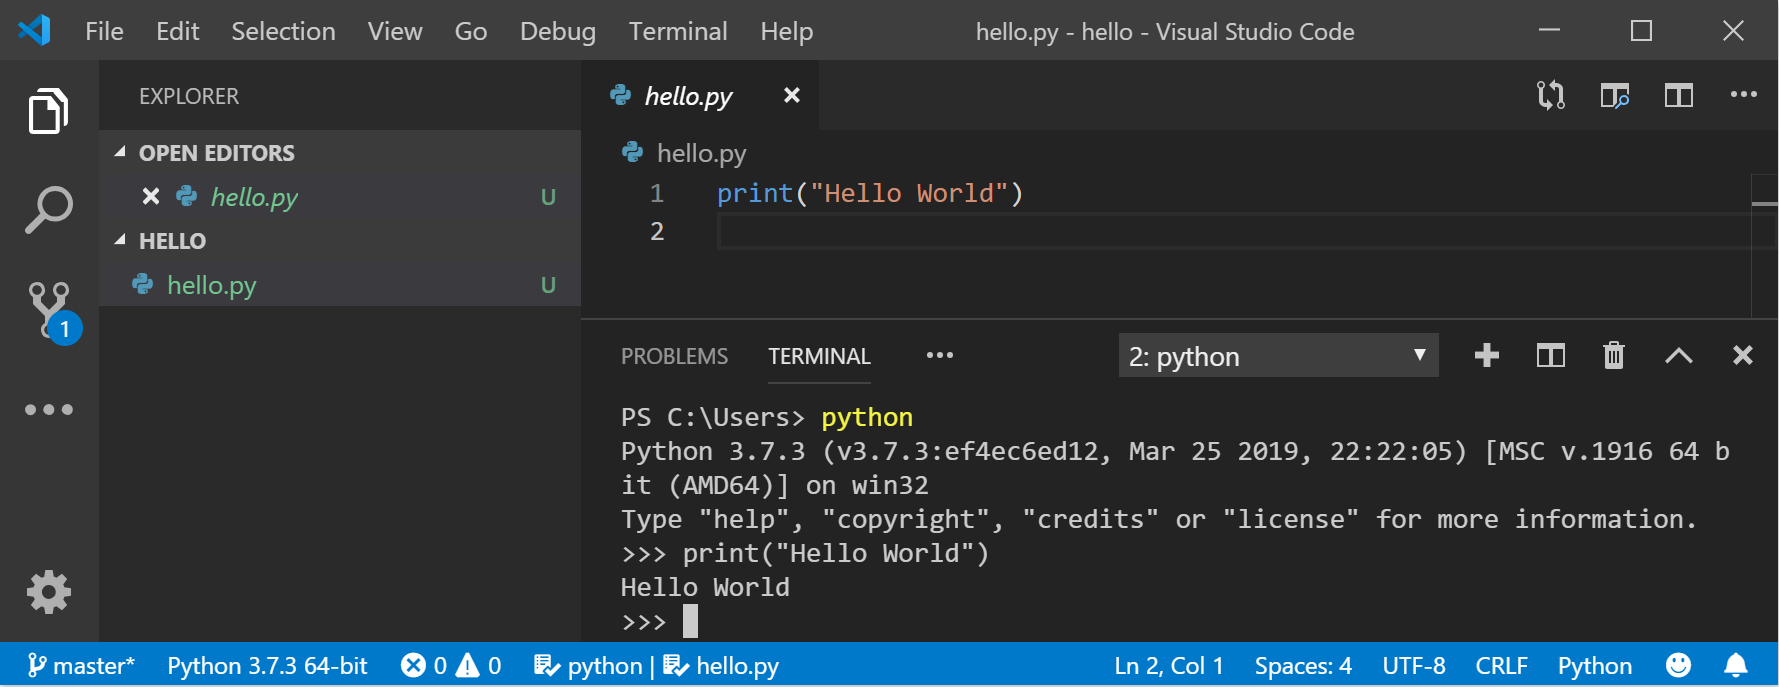 File Edit Selection View Go Debug Terminal Help hello.py - hello - Visual Studio Code
EXPLORER
OPEN EDITORS
hello.py U
HELLO
hello.py U
1
hello.py
hello.py
1 print("Hello World")
2
PROBLEMS TERMINAL 2: python
PS C:\Users> python
Python 3.7.3 (v3.7.3:ef4ec6ed12, Mar 25 2019, 22:22:05) [MSC v.1916 64 b
it (AMD64)] on win32
Type "help", "copyright", "credits" or "license" for more information.
>>> print("Hello World")
Hello World
>>>
master* Python 3.7.3 64-bit 0 0 python | hello.py Ln 2, Col 1 Spaces: 4 UTF-8 CRLF Python